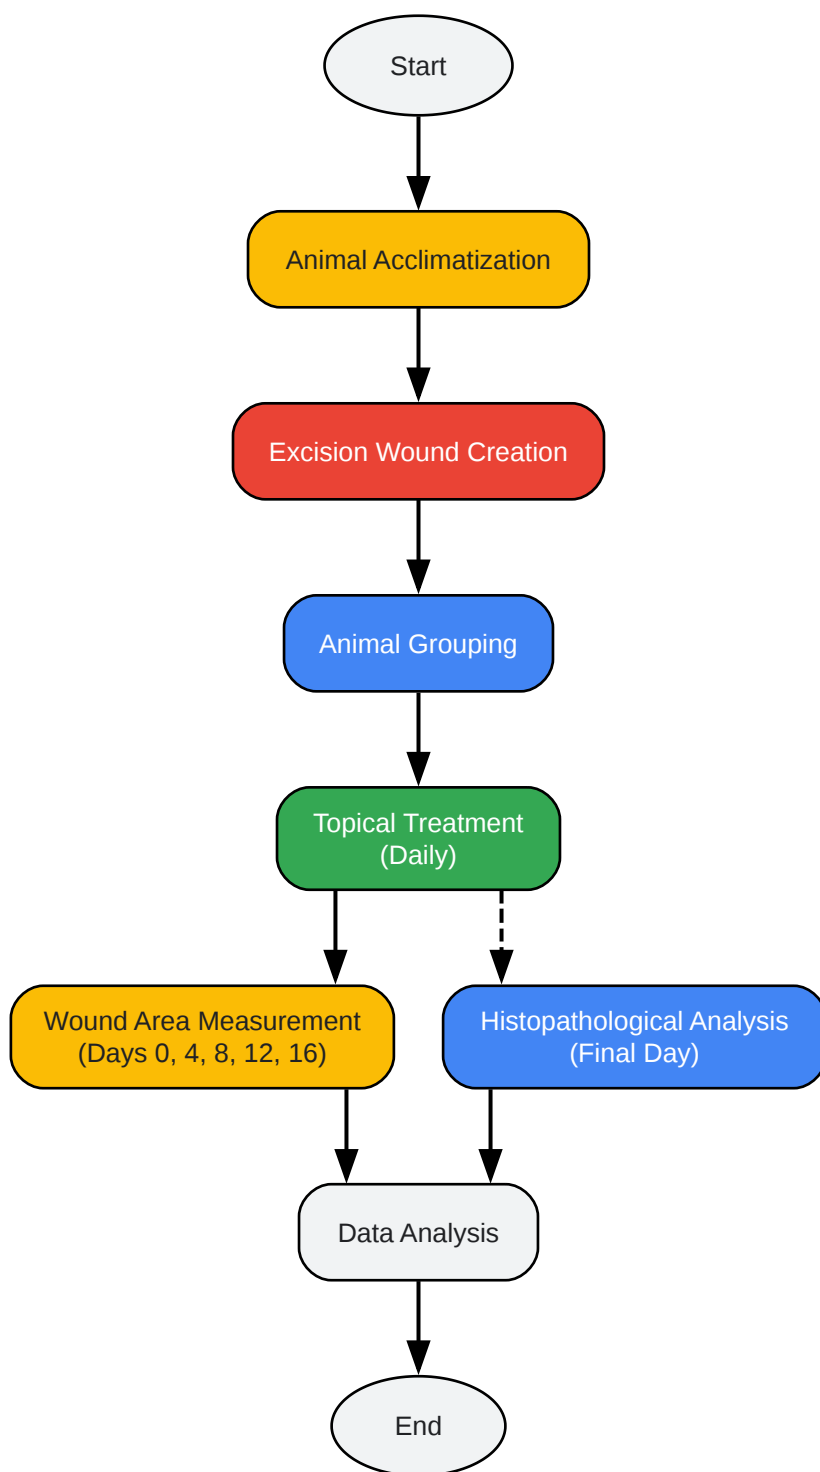 Start
Animal Acclimatization
Excision Wound Creation
Animal Grouping
Topical Treatment
(Daily)
Wound Area Measurement
(Days 0, 4, 8, 12, 16)
Histopathological Analysis
(Final Day)
Data Analysis
End